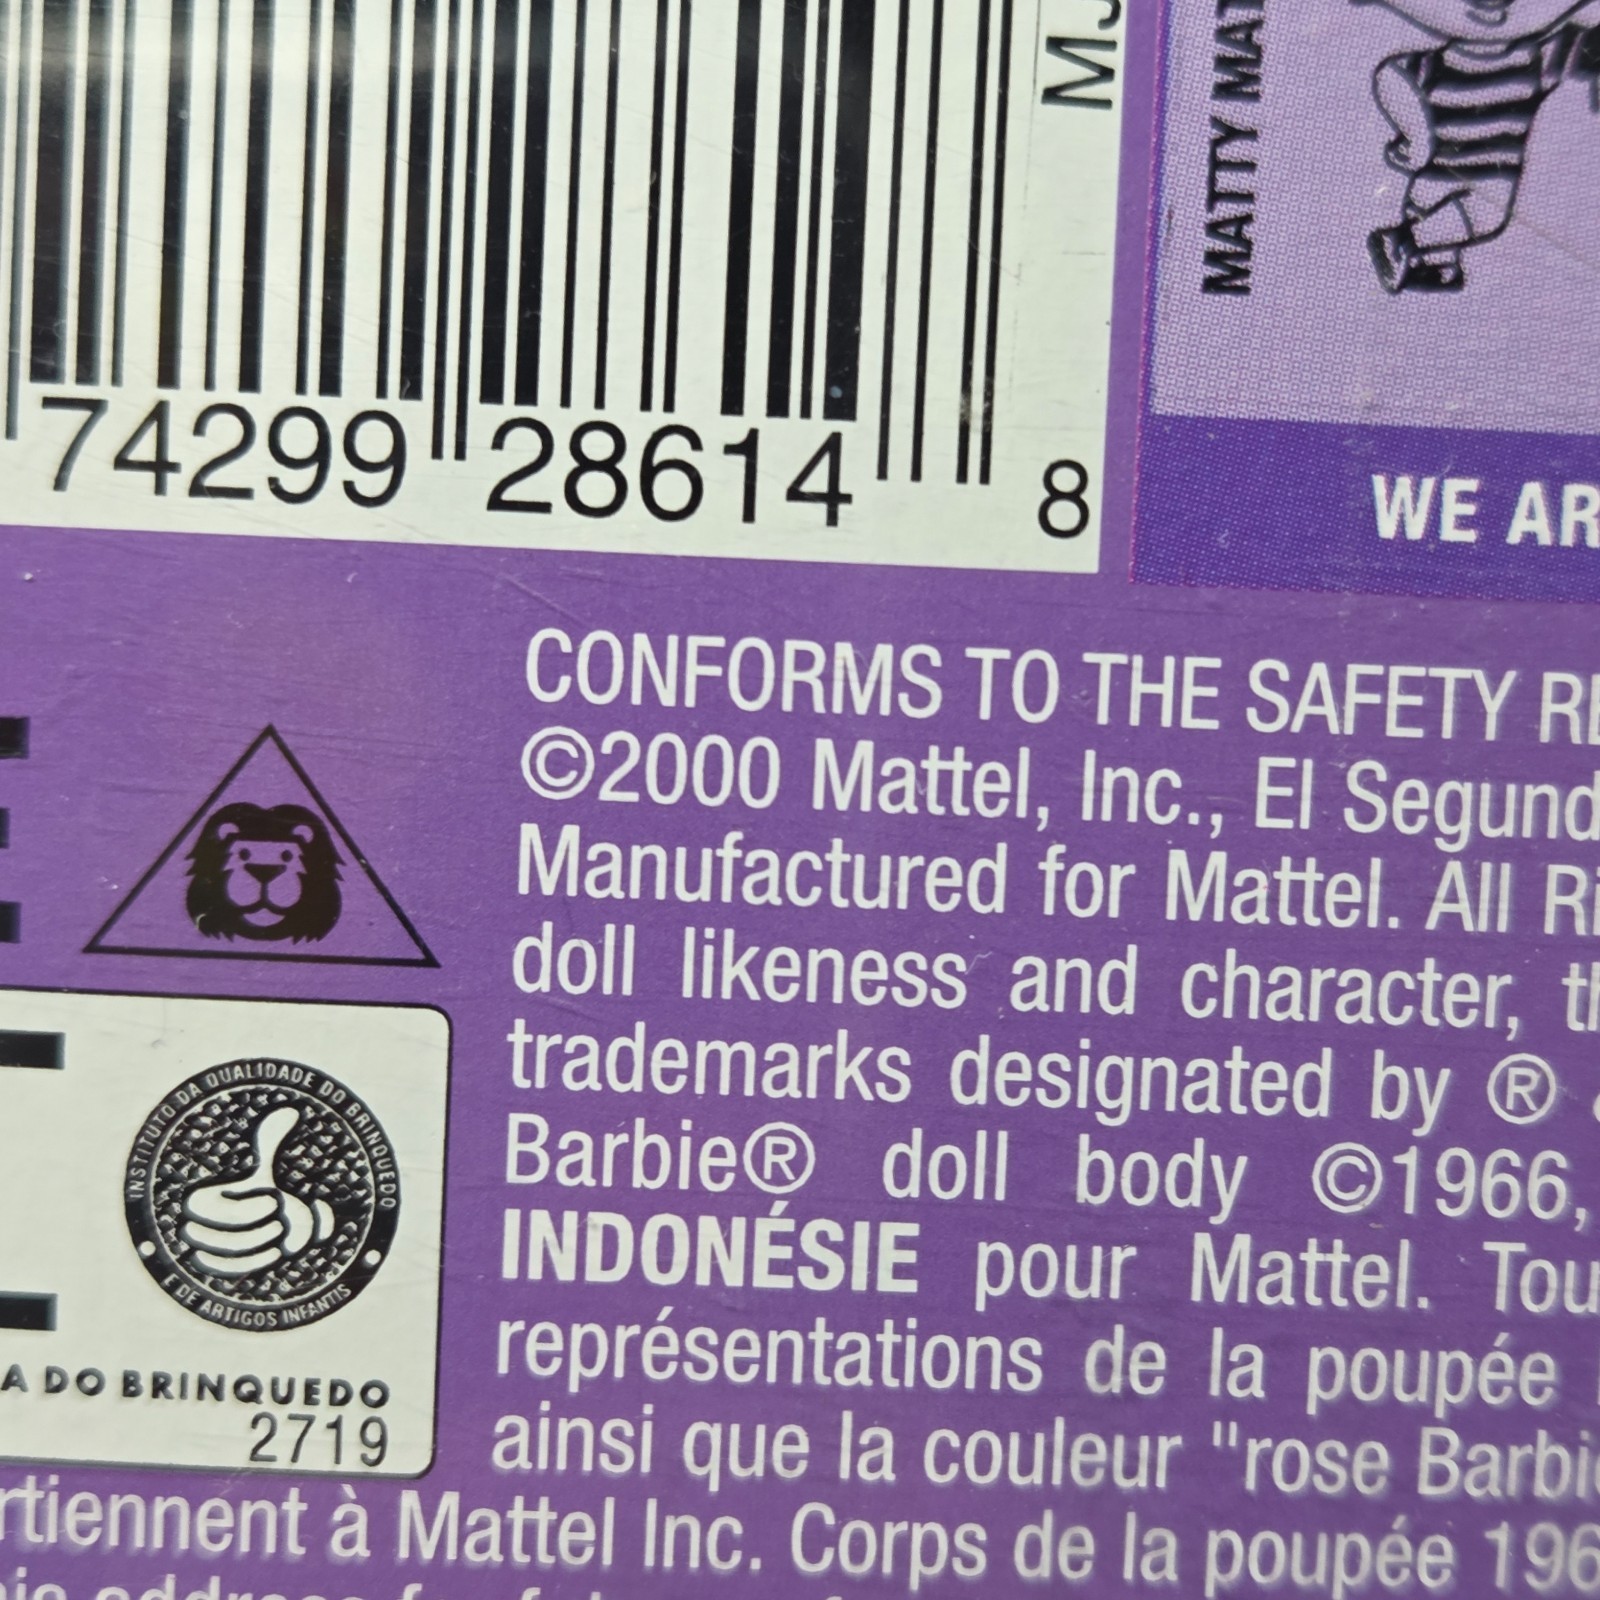 MJ
MATTY MAT
74299 28614 8
WE AR
CONFORMS TO THE SAFETY RE
©2000 Mattel, Inc., El Segund
Manufactured for Mattel. All Ri
doll likeness and character, th
trademarks designated by ®
Barbie® doll body ©1966,
INDONÉSIE pour Mattel. Tou
représentations de la poupée
ainsi que la couleur "rose Barbie
rtiennent à Mattel Inc. Corps de la poupée 196
INSTITUTO DA QUALIDADE DO BRINQUEDO
E DE ARTIGOS INFANTIS
A DO BRINQUEDO
2719